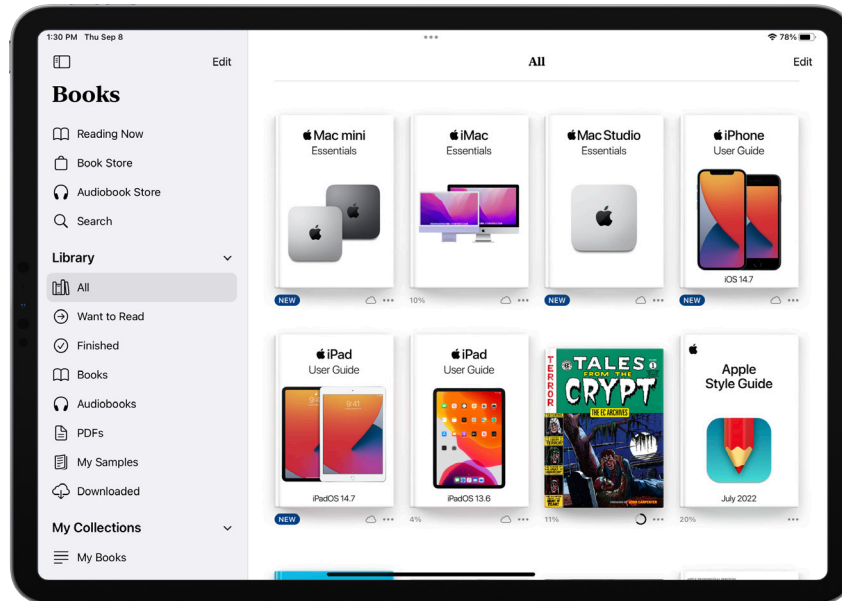 1:30 PM Thu Sep 8
78%
Edit
All
Edit
Books
Reading Now
Book Store
Audiobook Store
Search
Library
All
Want to Read
Finished
Books
Audiobooks
PDFs
My Samples
Downloaded
My Collections
My Books
Mac mini
Essentials
iMac
Essentials
Mac Studio
Essentials
iPhone
User Guide
iOS 14.7
NEW
10%
NEW
NEW
iPad
User Guide
9:41
iPadOS 14.7
iPad
User Guide
iPadOS 13.6
TERROR
TALES
FROM THE
CRYPT
THE EC ARCHIVES
JOHN CARPENTER
Apple
Style Guide
July 2022
NEW
4%
11%
20%